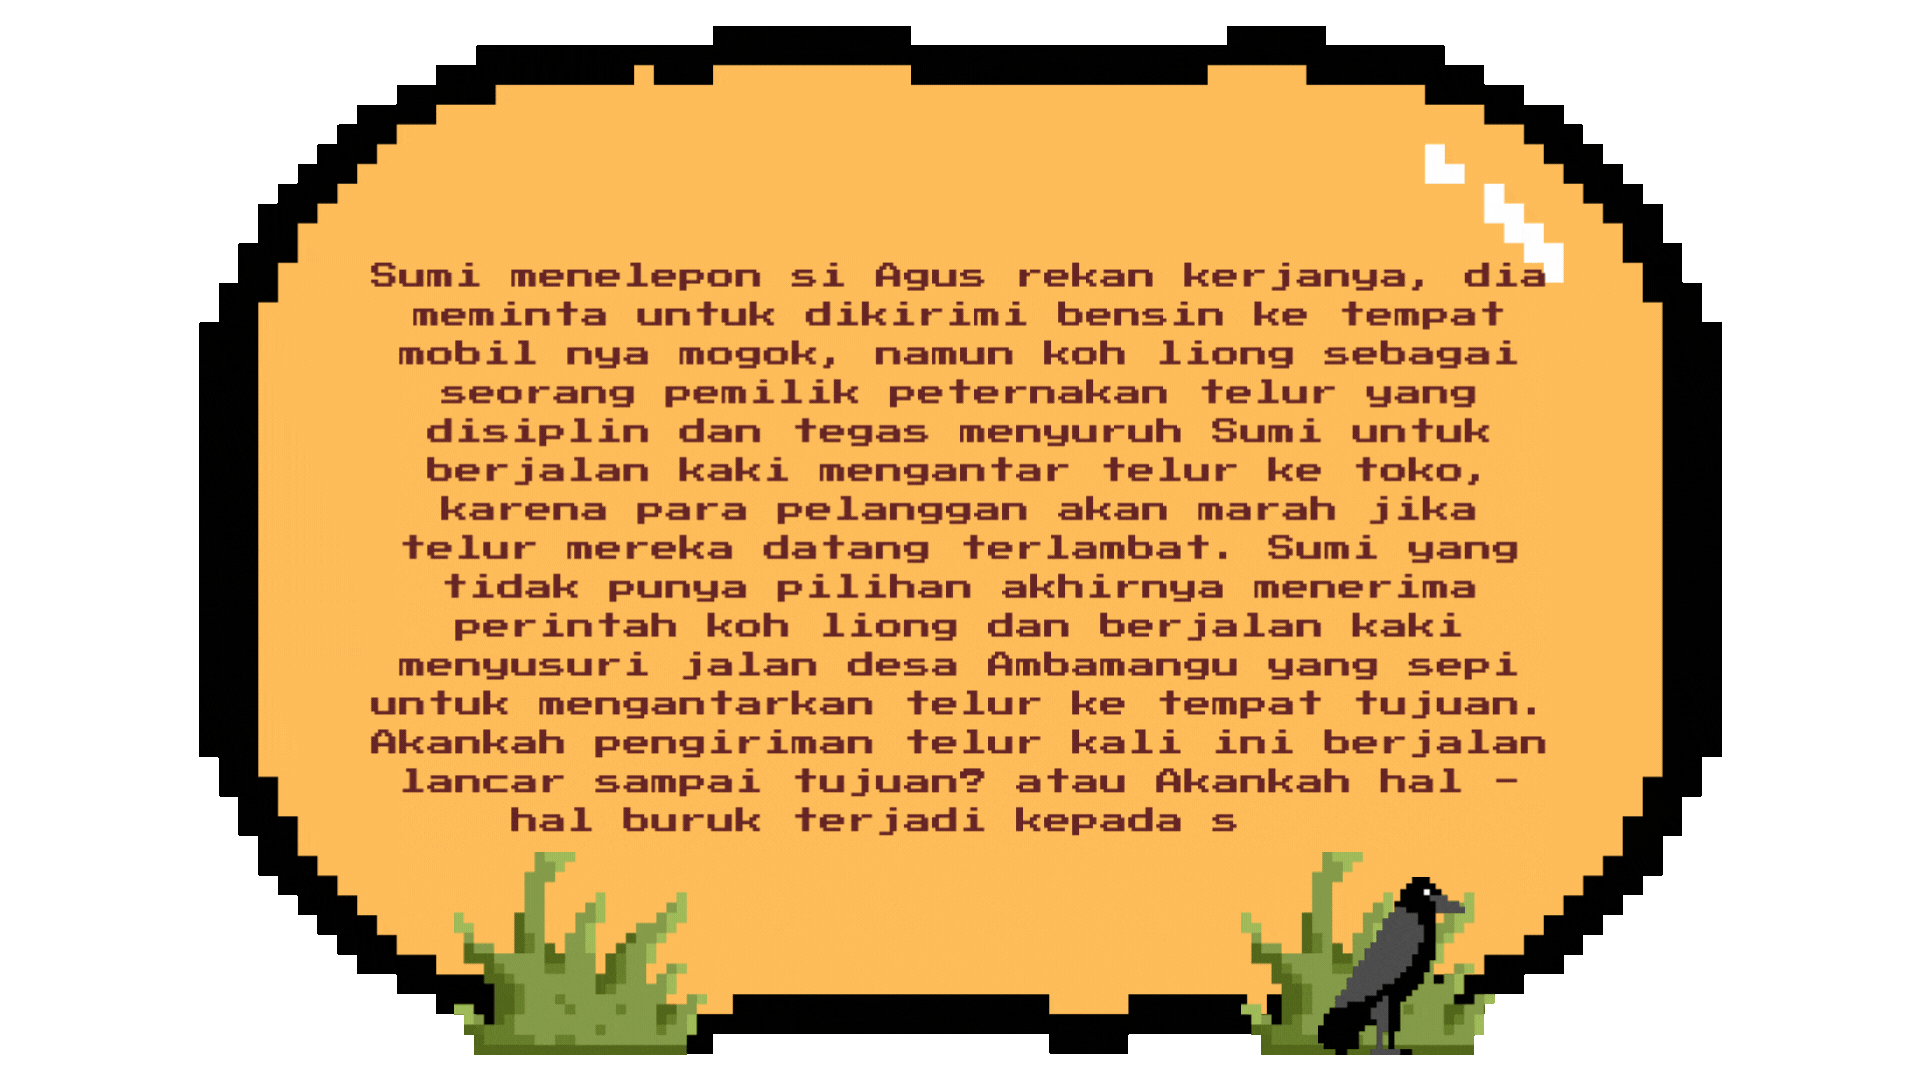 Sumi menelepon si Agus rekan kerjanya, dia
meminta untuk dikirimi bensin ke tempat
mobil nya mogok, namun koh liong sebagai
seorang pemilik peternakan telur yang
disiplin dan tegas menyuruh Sumi untuk
berjalan kaki mengantar telur ke toko,
karena para pelanggan akan marah jika
telur mereka datang terlambat. Sumi yang
tidak punya pilihan akhirnya menerima
perintah koh liong dan berjalan kaki
menyusuri jalan desa Ambamangu yang sepi
untuk mengantarkan telur ke tempat tujuan.
Akankah pengiriman telur kali ini berjalan
lancar sampai tujuan? atau Akankah hal -
hal buruk terjadi kepada s